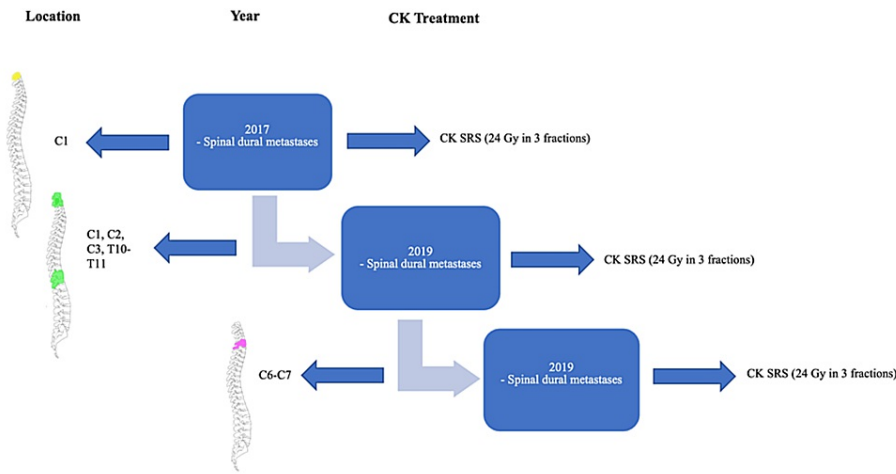 Location
Year
CK Treatment
2017
- Spinal dural metastases
C1
CK SRS (24 Gy in 3 fractions)
C1, C2,
C3, T10-
T11
2019
- Spinal dural metastases
CK SRS (24 Gy in 3 fractions)
C6-C7
2019
- Spinal dural metastases
CK SRS (24 Gy in 3 fractions)